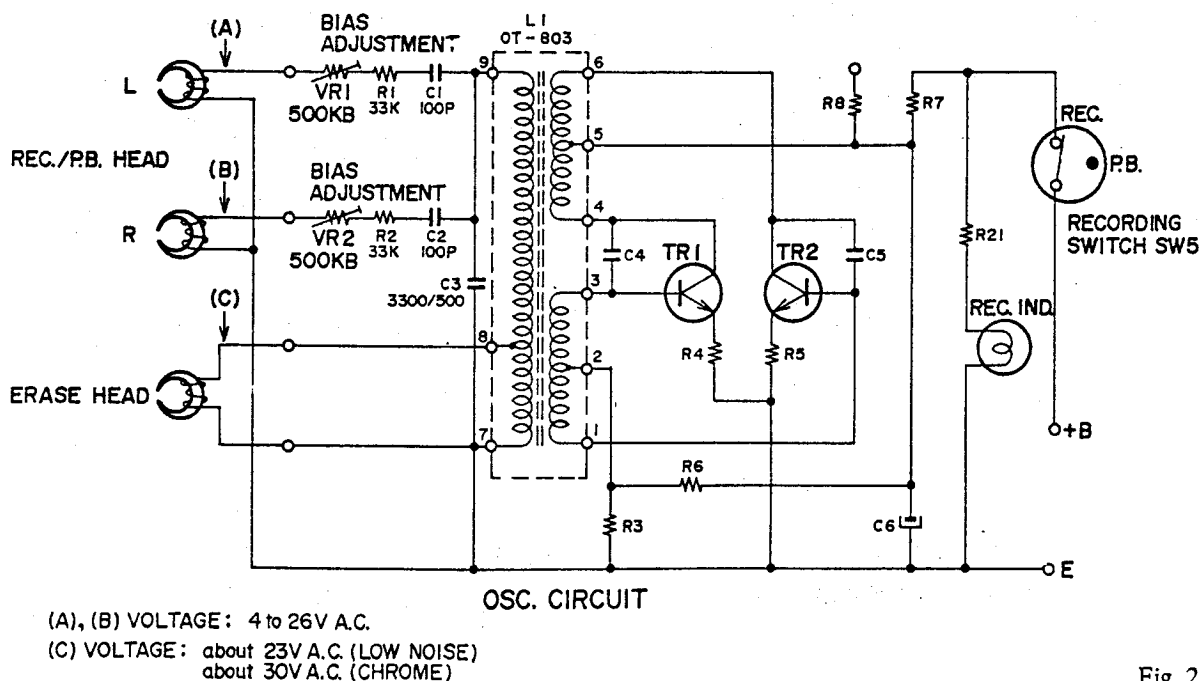 (A)
BIAS
ADJUSTMENT
L1
OT-803
L
VR1
500KB
R1
33K
C1
100P
9
6
R8
R7
REC.
P.B.
RECORDING
SWITCH SW5
REC./P.B. HEAD
(B)
BIAS
ADJUSTMENT
5
R
VR2
500KB
R2
33K
C2
100P
4
C4
TR1
TR2
C5
R21
C3
3300/500
3
REC. IND.
(C)
8
2
R4
R5
ERASE HEAD
7
1
+B
R6
R3
C6
E
OSC. CIRCUIT
(A), (B) VOLTAGE: 4 to 26V A.C.
(C) VOLTAGE: about 23V A.C. (LOW NOISE)
about 30V A.C. (CHROME)
Fig. 2